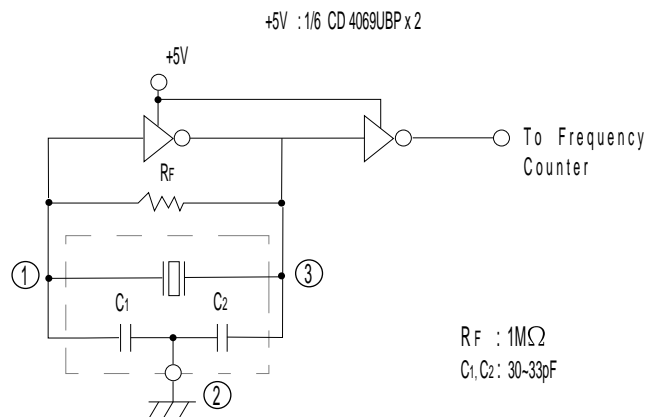 +5V : 1/6 CD 4069UBP x 2
+5V
To Frequency
Counter
RF
1
3
C1
C2
2
RF : 1MΩ
C1, C2 : 30~33pF